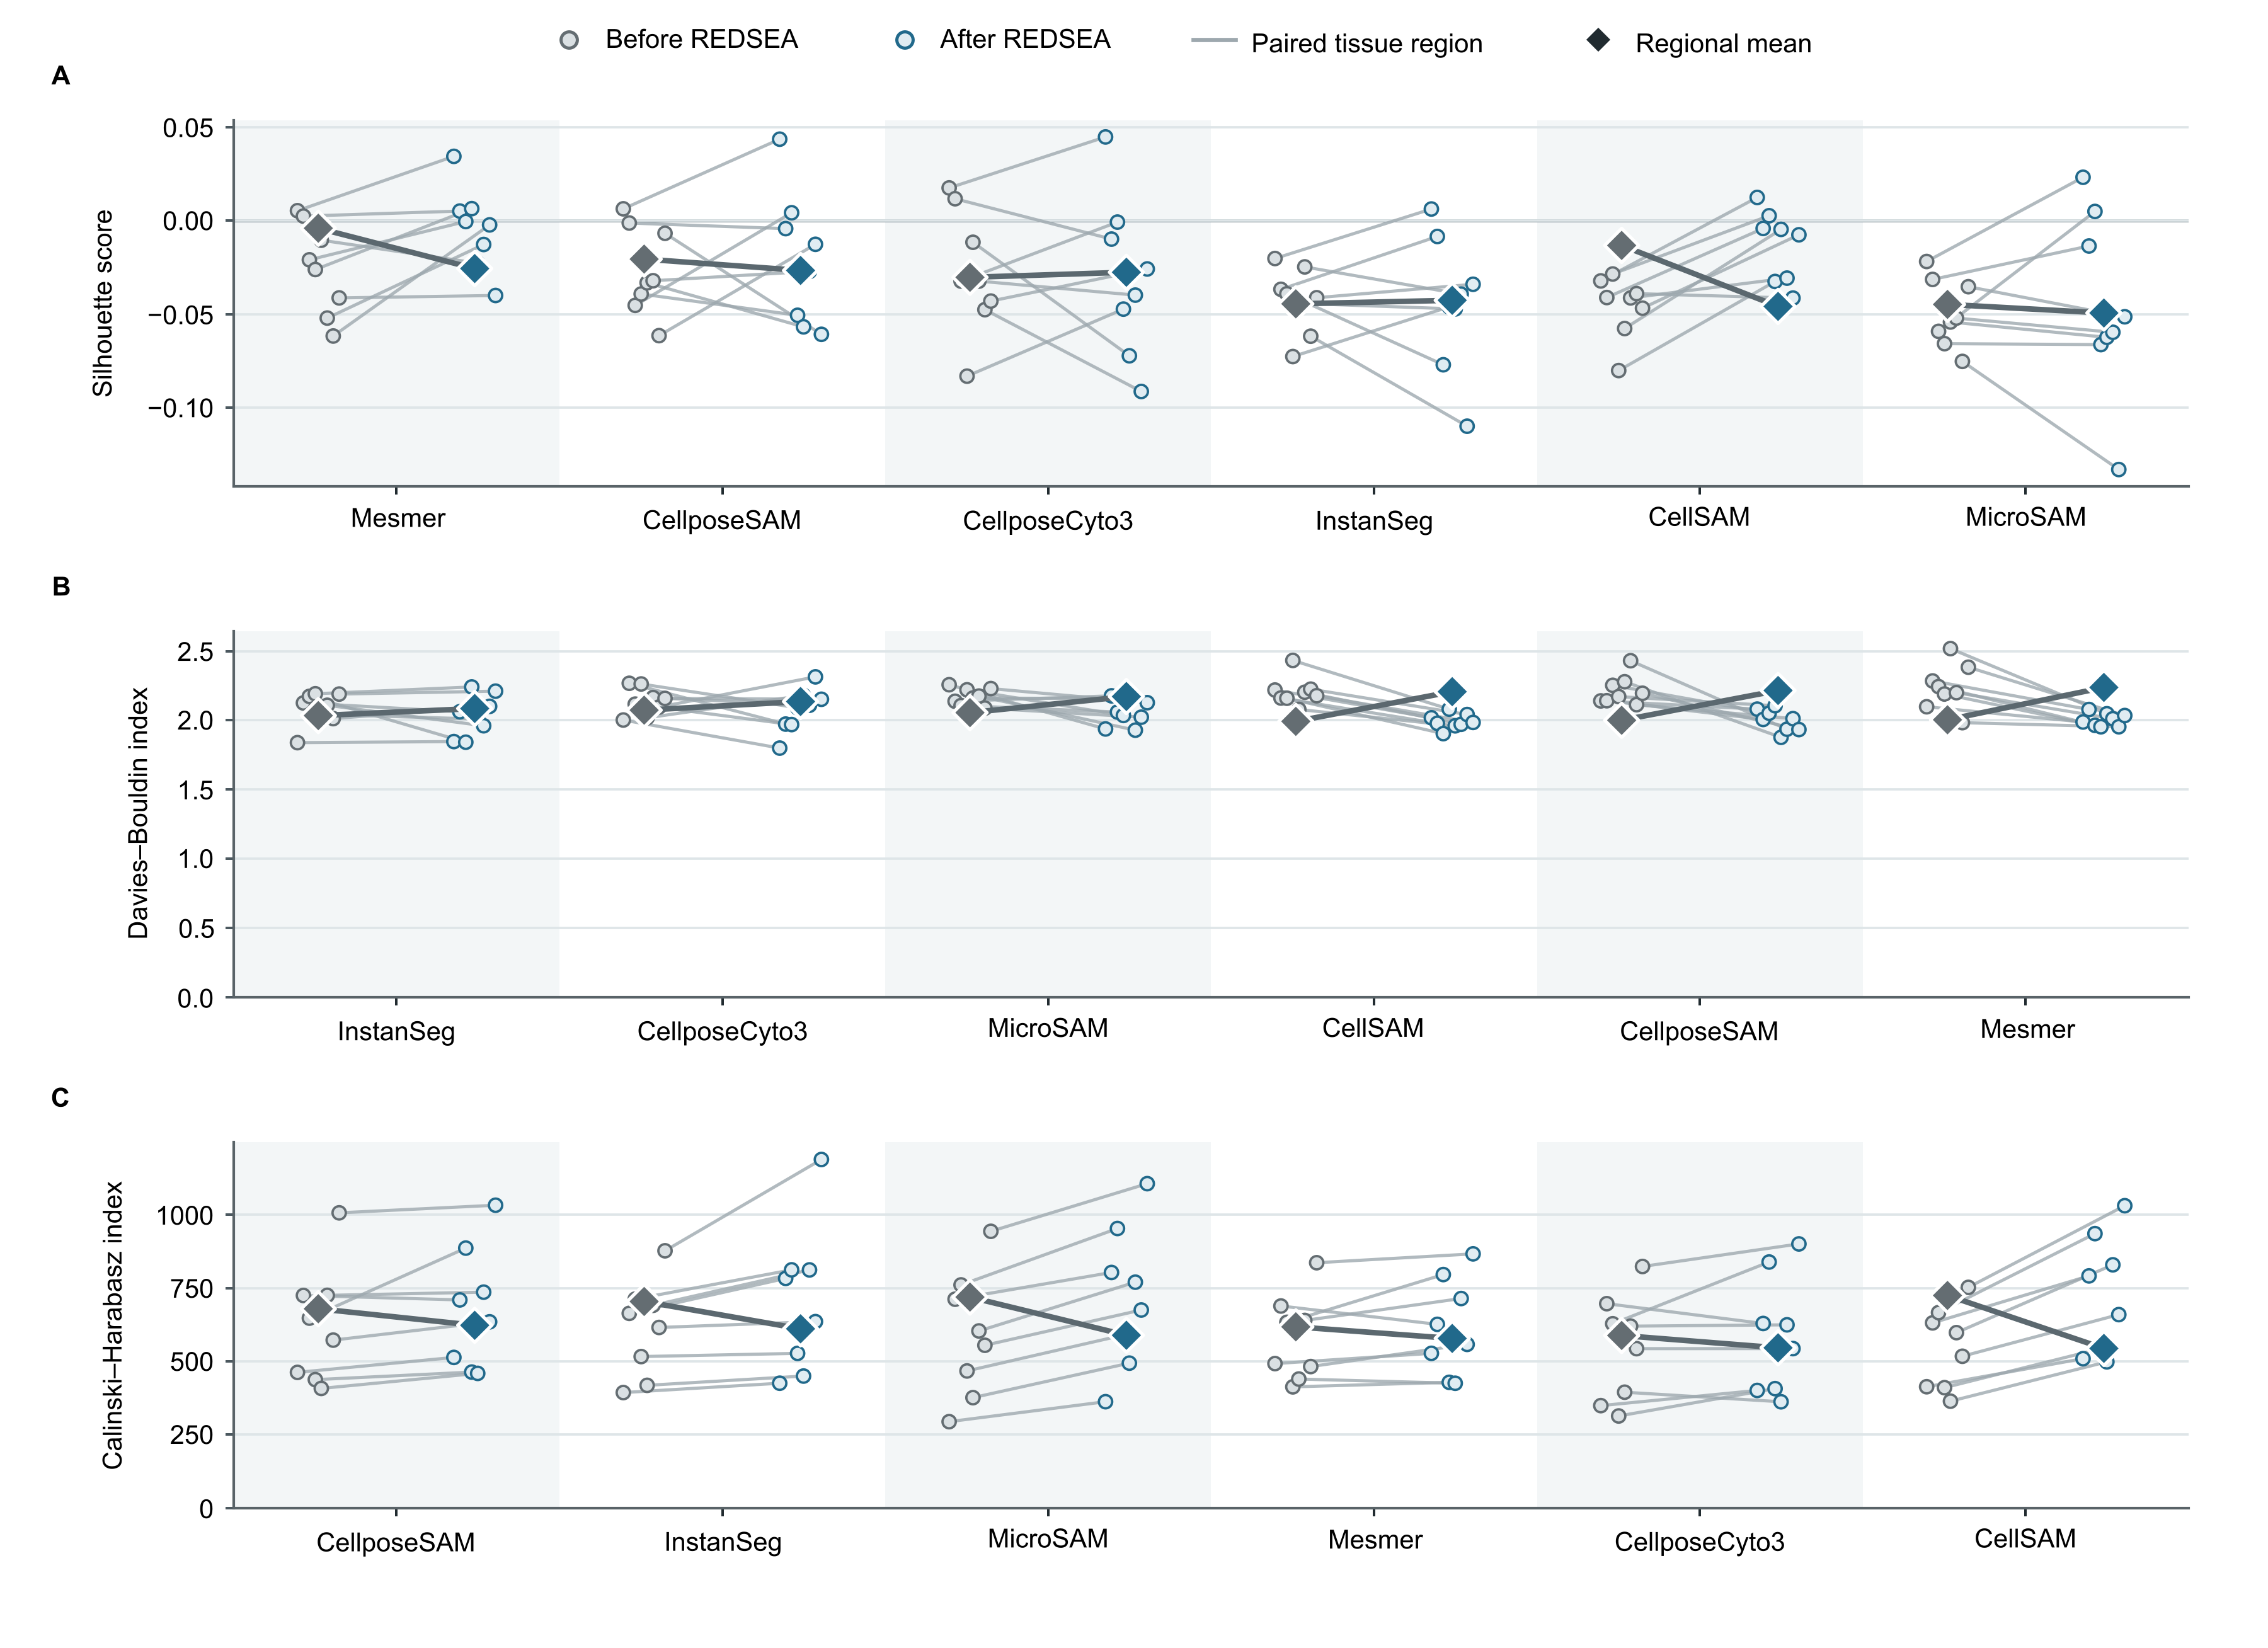 Before REDSEA After REDSEA Paired tissue region Regional mean
A
Silhouette score
0.05
0.00
−0.05
−0.10
Mesmer CellposeSAM CellposeCyto3 InstanSeg CellSAM MicroSAM
B
Davies–Bouldin index
2.5
2.0
1.5
1.0
0.5
0.0
InstanSeg CellposeCyto3 MicroSAM CellSAM CellposeSAM Mesmer
C
Calinski–Harabasz index
1000
750
500
250
0
CellposeSAM InstanSeg MicroSAM Mesmer CellposeCyto3 CellSAM